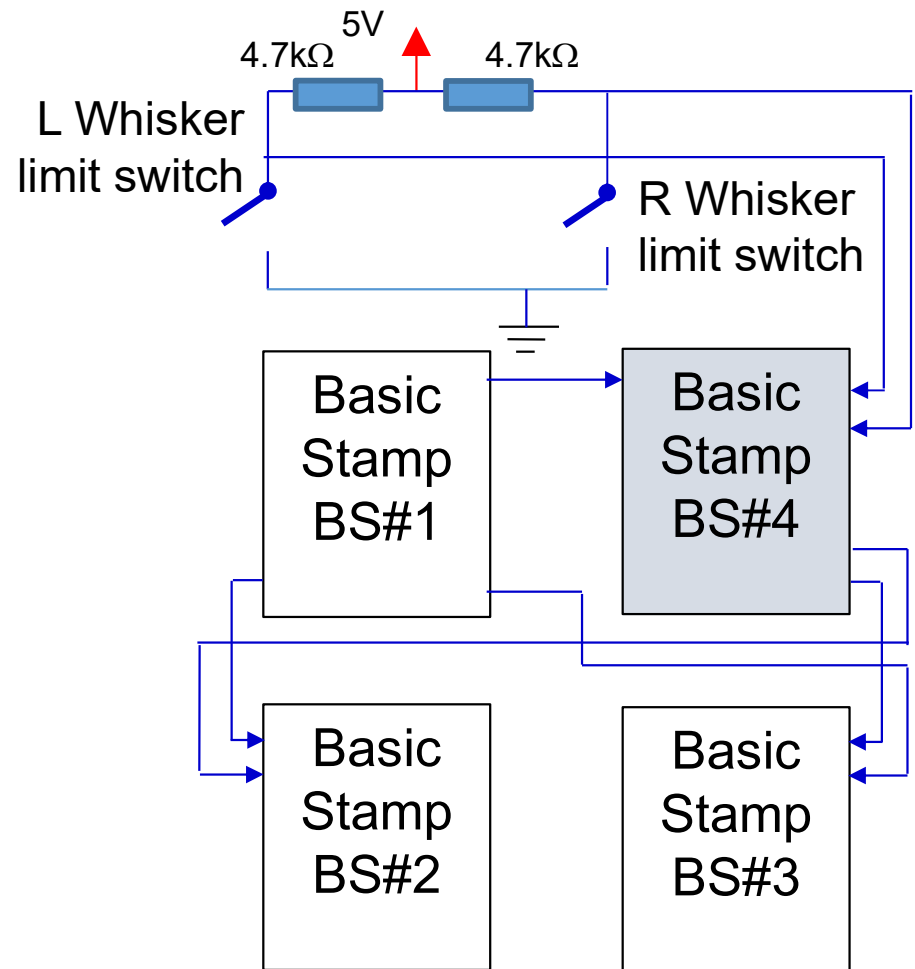 5V
4.7kΩ
4.7kΩ
L Whisker
limit switch
R Whisker
limit switch
Basic
Stamp
BS#1
Basic
Stamp
BS#4
Basic
Stamp
BS#2
Basic
Stamp
BS#3